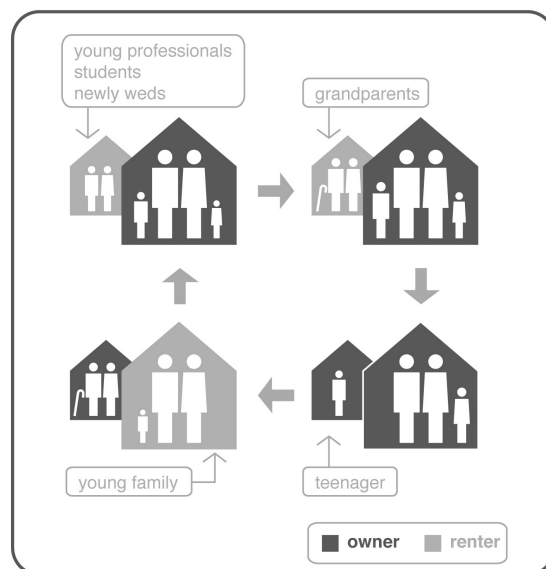 young professionals
students
newly weds
grandparents
young family
teenager
owner
renter